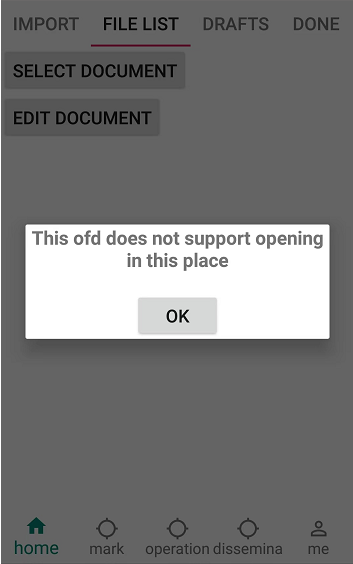 IMPORT FILE LIST DRAFTS DONE
SELECT DOCUMENT
EDIT DOCUMENT
This ofd does not support opening
in this place
OK
home mark operation dissemina me